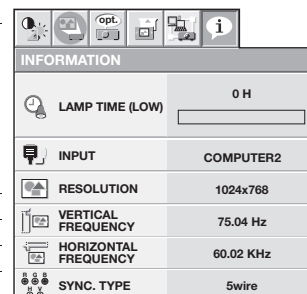 opt.
i
INFORMATION
LAMP TIME (LOW)
0 H
INPUT
COMPUTER2
RESOLUTION
1024x768
VERTICAL
FREQUENCY
75.04 Hz
HORIZONTAL
FREQUENCY
60.02 KHz
R G B
H V
SYNC. TYPE
5wire